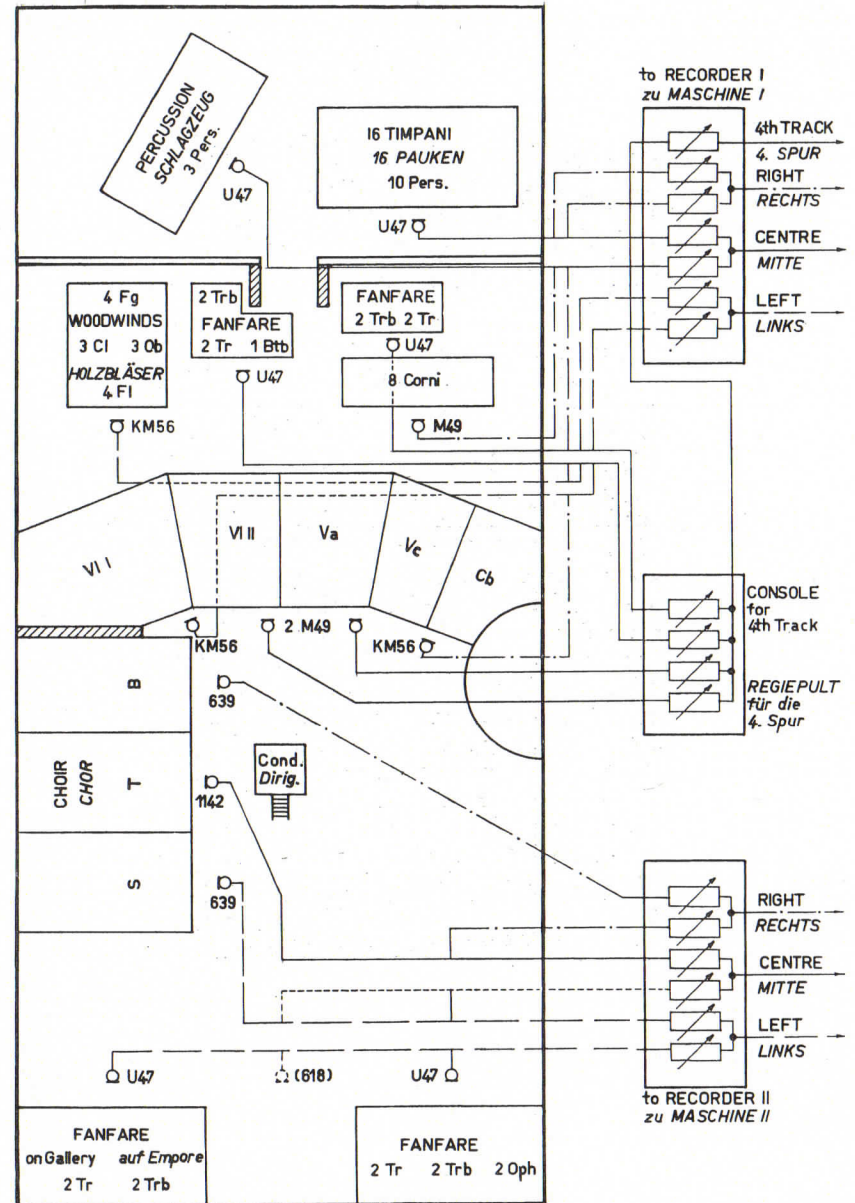 PERCUSSION
SCHLAGZEUG
3 Pers.
U47
16 TIMPANI
16 PAUKEN
10 Pers.
U47
to RECORDER I
zu MASCHINE I
4th TRACK
4. SPUR
RIGHT
RECHTS
CENTRE
MITTE
LEFT
LINKS
4 Fg
WOODWINDS
3 Cl 3 Ob
HOLZBLÄSER
4 Fl
KM56
2 Trb
FANFARE
2 Tr 1 Btb
U47
FANFARE
2 Trb 2 Tr
U47
8 Corni
M49
Vl I
Vl II
Va
Vc
Cb
KM56
2 M49
KM56
CONSOLE
for
4th Track
REGIEPULT
für die
4. Spur
CHOIR
CHOR
B
T
S
639
1142
639
Cond.
Dirig.
RIGHT
RECHTS
CENTRE
MITTE
LEFT
LINKS
to RECORDER II
zu MASCHINE II
U47
(618)
U47
FANFARE
on Gallery auf Empore
2 Tr 2 Trb
FANFARE
2 Tr 2 Trb 2 Oph